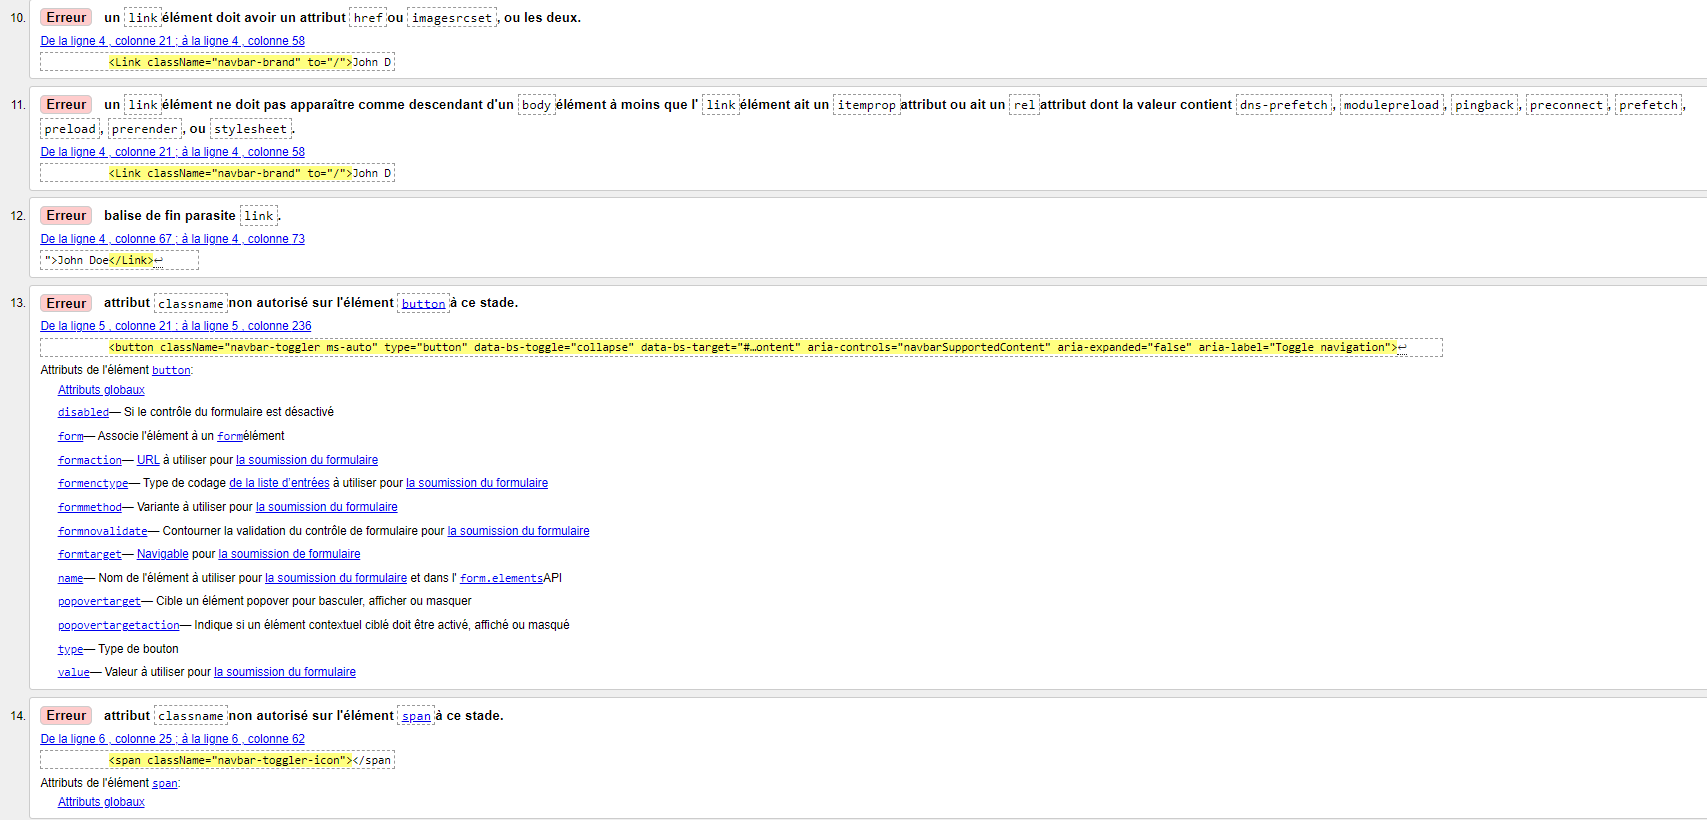 10. Erreur un link élément doit avoir un attribut href ou imagesrcset, ou les deux.
De la ligne 4 , colonne 21 ; à la ligne 4 , colonne 58
<Link className="navbar-brand" to="/">John D
11. Erreur un link élément ne doit pas apparaître comme descendant d'un body élément à moins que l' link élément ait un itemprop attribut ou ait un rel attribut dont la valeur contient dns-prefetch, modulepreload, pingback, preconnect, prefetch,
preload, prerender, ou stylesheet.
De la ligne 4 , colonne 21 ; à la ligne 4 , colonne 58
<Link className="navbar-brand" to="/">John D
12. Erreur balise de fin parasite link.
De la ligne 4 , colonne 67 ; à la ligne 4 , colonne 73
">John Doe</Link>↩
13. Erreur attribut classname non autorisé sur l'élément button à ce stade.
De la ligne 5 , colonne 21 ; à la ligne 5 , colonne 236
<button className="navbar-toggler ms-auto" type="button" data-bs-toggle="collapse" data-bs-target="#…ontent" aria-controls="navbarSupportedContent" aria-expanded="false" aria-label="Toggle navigation">↩
Attributs de l'élément button:
Attributs globaux
disabled— Si le contrôle du formulaire est désactivé
form— Associe l'élément à un formélément
formaction— URL à utiliser pour la soumission du formulaire
formenctype— Type de codage de la liste d'entrées à utiliser pour la soumission du formulaire
formmethod— Variante à utiliser pour la soumission du formulaire
formnovalidate— Contourner la validation du contrôle de formulaire pour la soumission du formulaire
formtarget— Navigable pour la soumission de formulaire
name— Nom de l'élément à utiliser pour la soumission du formulaire et dans l' form.elementsAPI
popovertarget— Cible un élément popover pour basculer, afficher ou masquer
popovertargetaction— Indique si un élément contextuel ciblé doit être activé, affiché ou masqué
type— Type de bouton
value— Valeur à utiliser pour la soumission du formulaire
14. Erreur attribut classname non autorisé sur l'élément span à ce stade.
De la ligne 6 , colonne 25 ; à la ligne 6 , colonne 62
<span className="navbar-toggler-icon"></span
Attributs de l'élément span:
Attributs globaux